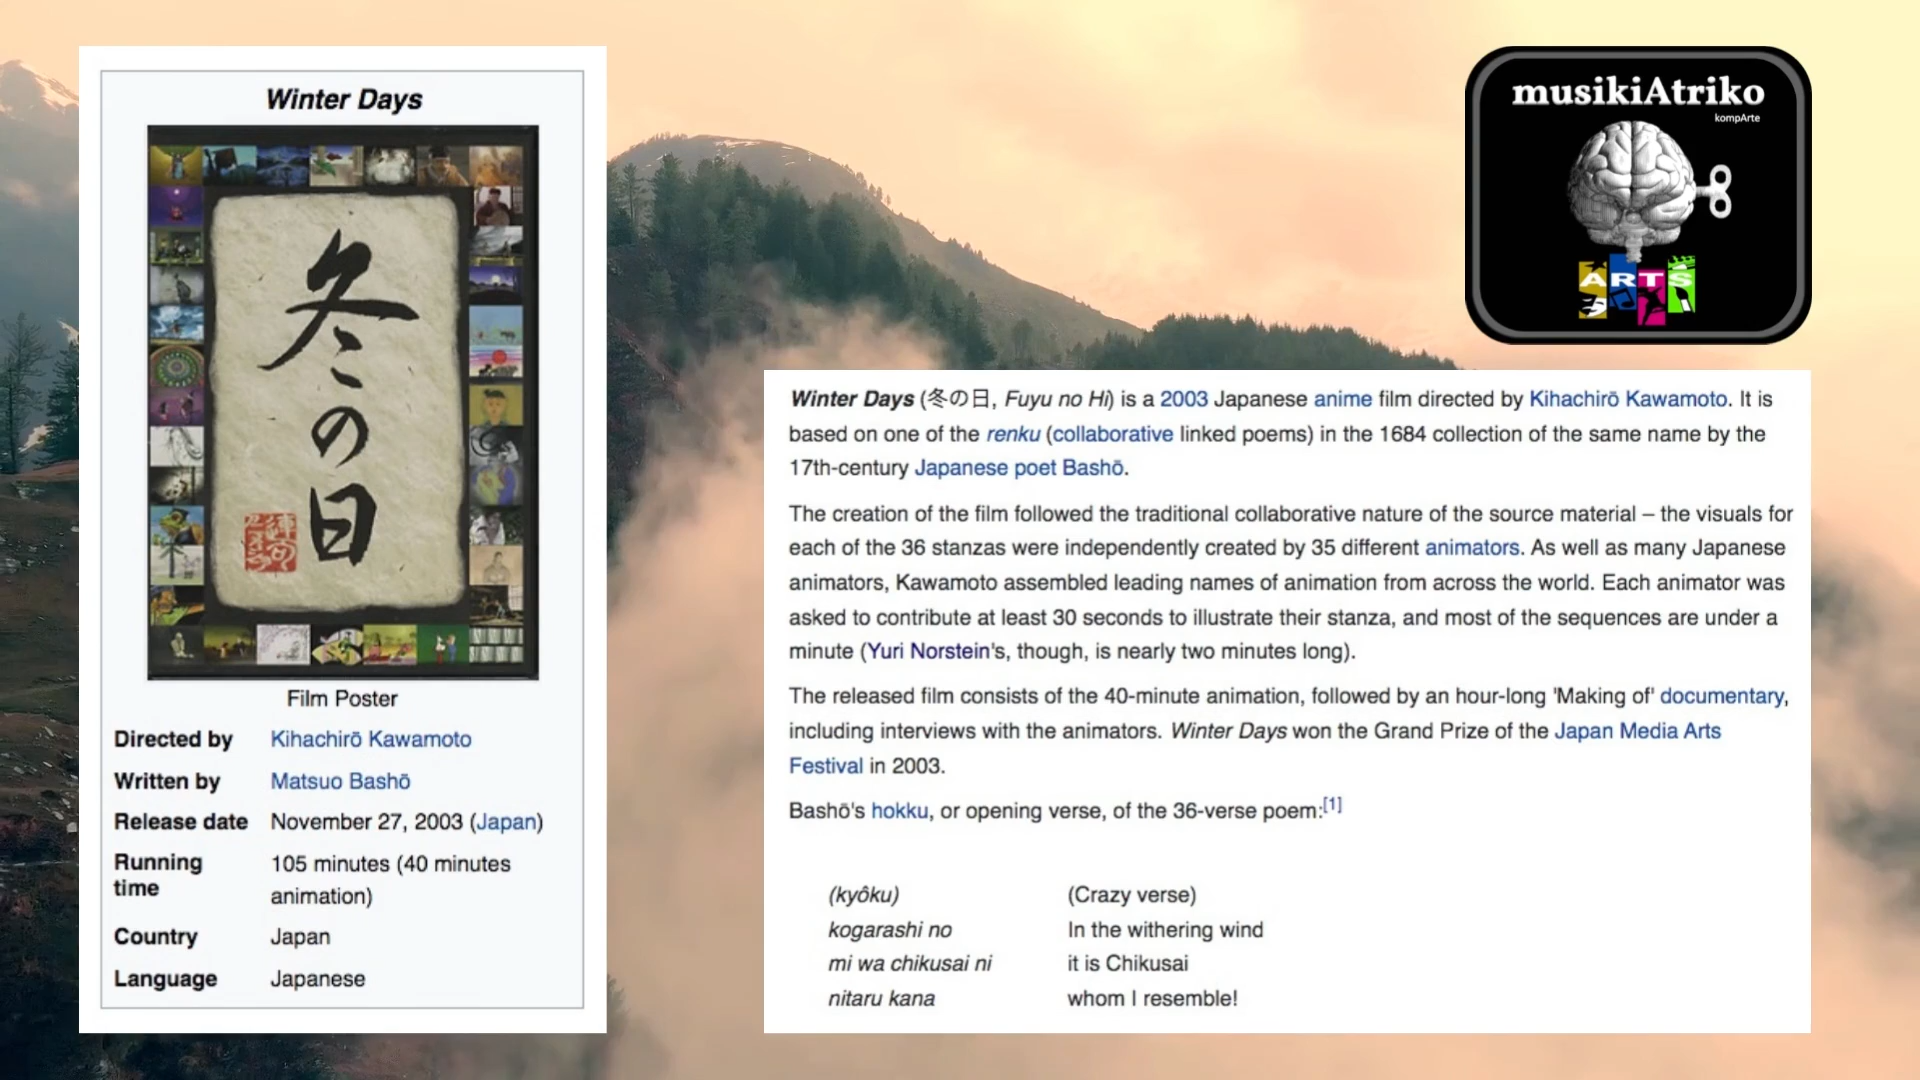 Winter Days
冬の日
Film Poster
Directed by Kihachirō Kawamoto
Written by Matsuo Bashō
Release date November 27, 2003 (Japan)
Running time 105 minutes (40 minutes
animation)
Country Japan
Language Japanese
musikiAtriko
kompArte
ARTS
Winter Days (冬の日, Fuyu no Hi) is a 2003 Japanese anime film directed by Kihachirō Kawamoto. It is
based on one of the renku (collaborative linked poems) in the 1684 collection of the same name by the
17th-century Japanese poet Bashō.
The creation of the film followed the traditional collaborative nature of the source material – the visuals for
each of the 36 stanzas were independently created by 35 different animators. As well as many Japanese
animators, Kawamoto assembled leading names of animation from across the world. Each animator was
asked to contribute at least 30 seconds to illustrate their stanza, and most of the sequences are under a
minute (Yuri Norstein's, though, is nearly two minutes long).
The released film consists of the 40-minute animation, followed by an hour-long 'Making of' documentary,
including interviews with the animators. Winter Days won the Grand Prize of the Japan Media Arts
Festival in 2003.
Bashō's hokku, or opening verse, of the 36-verse poem:[1]
(kyôku) (Crazy verse)
kogarashi no In the withering wind
mi wa chikusai ni it is Chikusai
nitaru kana whom I resemble!